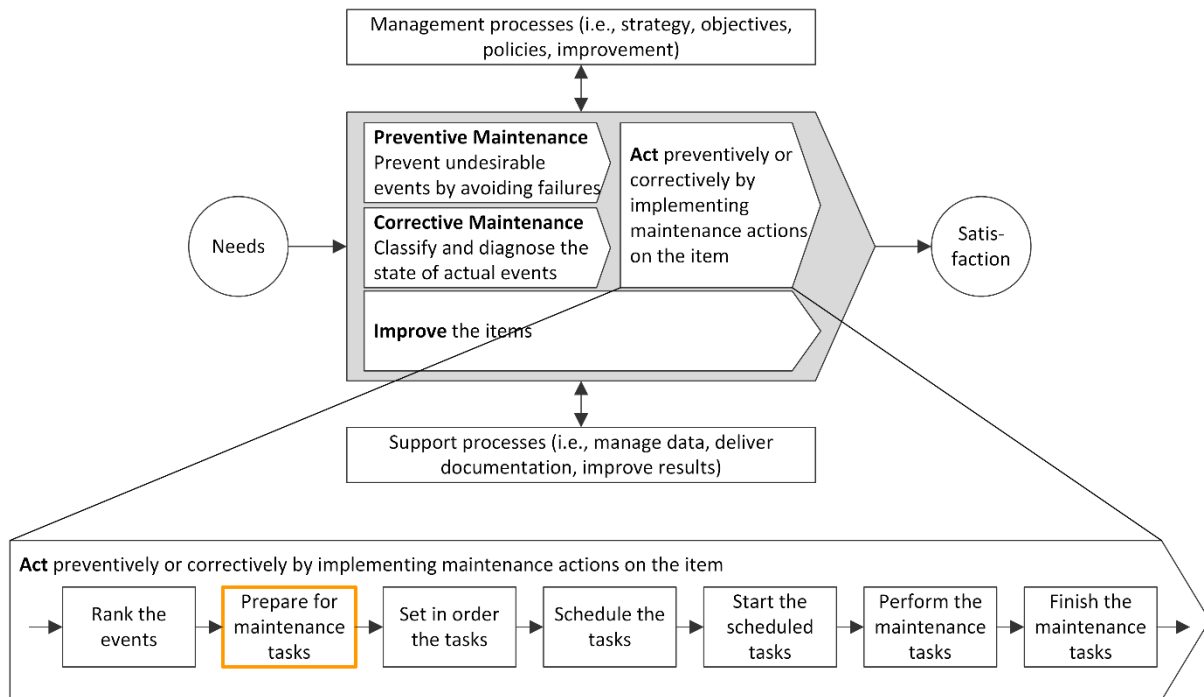 Management processes (i.e., strategy, objectives,
policies, improvement)
Preventive Maintenance
Prevent undesirable
events by avoiding failures
Corrective Maintenance
Classify and diagnose the
state of actual events
Act preventively or
correctively by
implementing
maintenance actions
on the item
Needs
Satis-
faction
Improve the items
Support processes (i.e., manage data, deliver
documentation, improve results)
Act preventively or correctively by implementing maintenance actions on the item
Rank the
events
Prepare for
maintenance
tasks
Set in order
the tasks
Schedule the
tasks
Start the
scheduled
tasks
Perform the
maintenance
tasks
Finish the
maintenance
tasks